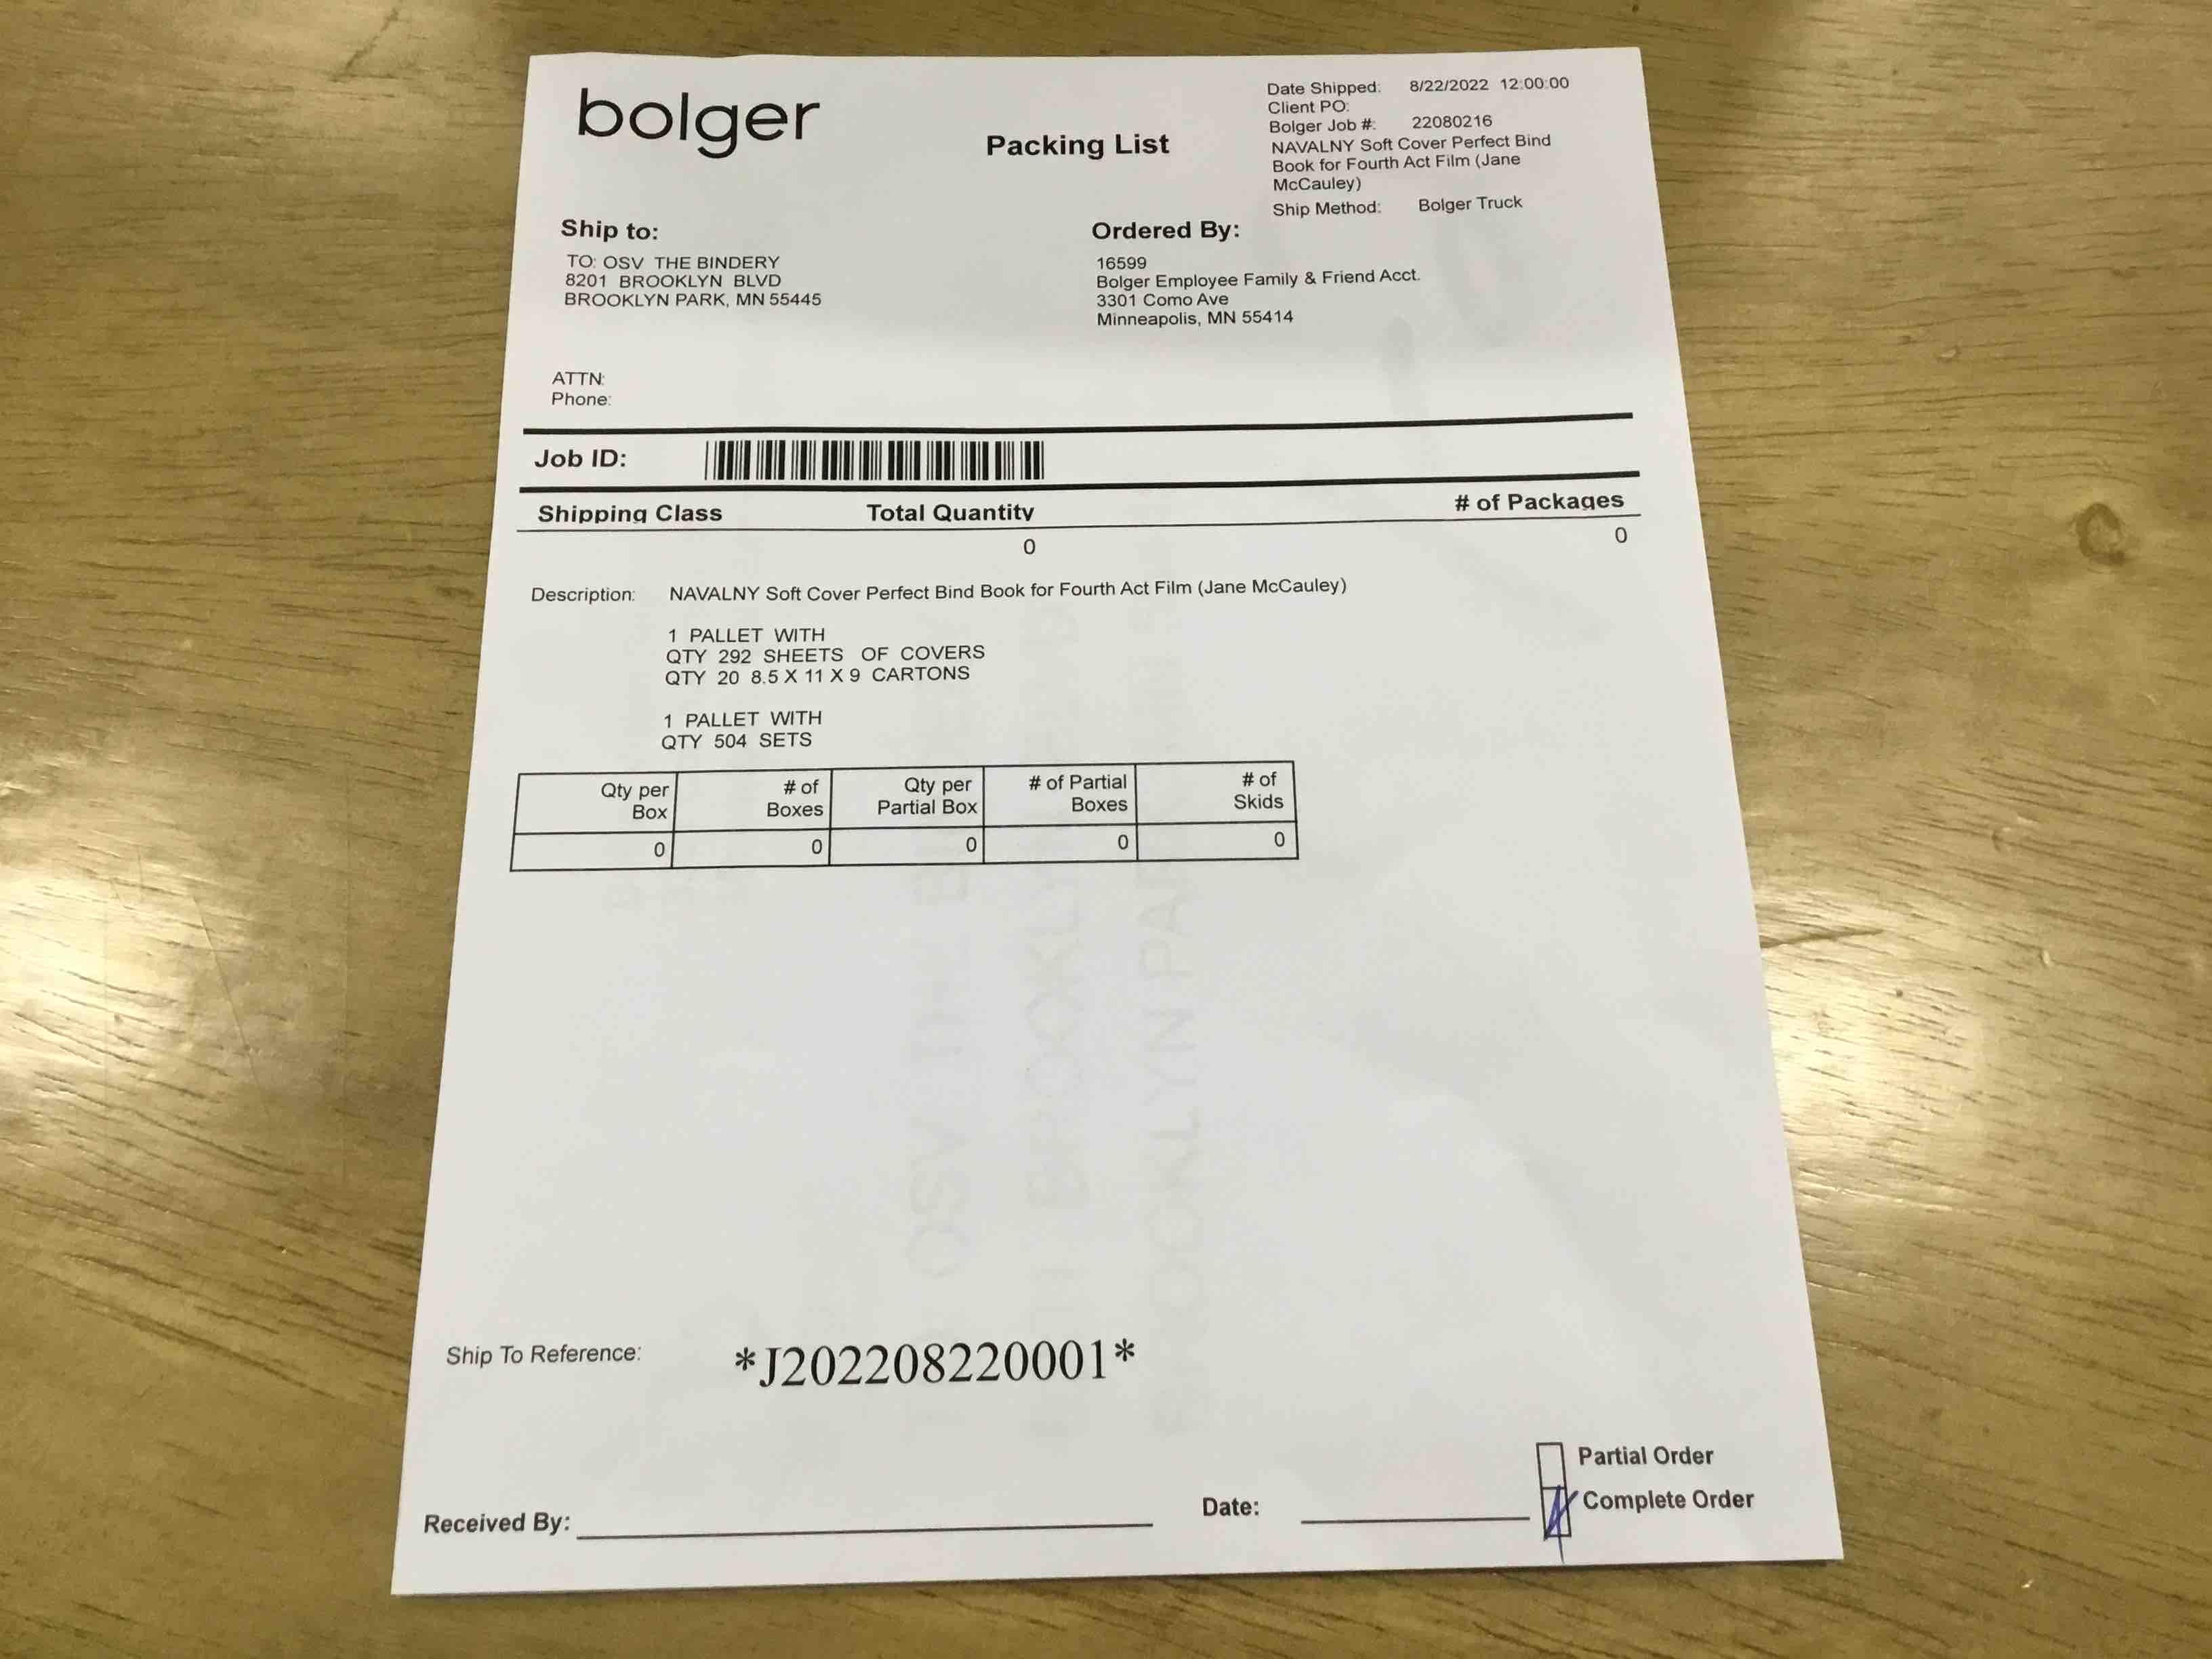 bolger
Packing List
Date Shipped: 8/22/2022 12:00:00
Client PO:
Bolger Job #: 22080216
NAVALNY Soft Cover Perfect Bind
Book for Fourth Act Film (Jane
McCauley)
Ship Method: Bolger Truck
Ship to:
TO: OSV THE BINDERY
8201 BROOKLYN BLVD
BROOKLYN PARK, MN 55445
Ordered By:
16599
Bolger Employee Family & Friend Acct.
3301 Como Ave
Minneapolis, MN 55414
ATTN:
Phone:
Job ID:
Shipping Class Total Quantity # of Packages
0 0
Description: NAVALNY Soft Cover Perfect Bind Book for Fourth Act Film (Jane McCauley)
1 PALLET WITH
QTY 292 SHEETS OF COVERS
QTY 20 8.5 X 11 X 9 CARTONS
1 PALLET WITH
QTY 504 SETS
Qty per Box # of Boxes Qty per Partial Box # of Partial Boxes # of Skids
0 0 0 0 0
Ship To Reference: *J202208220001*
Partial Order
Complete Order
Received By: Date: